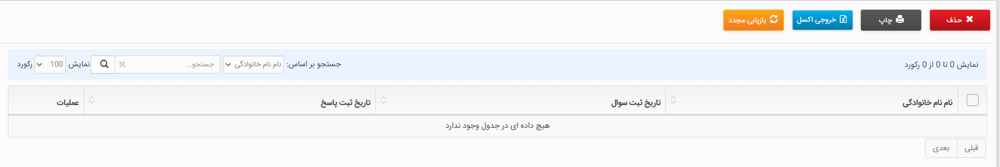 حذف چاپ خروجی اکسل بازیابی مجدد
نمایش 0 تا 0 از 0 رکورد جستجو بر اساس: نام نام خانوادگی جستجو... نمایش 100 رکورد
نام نام خانوادگی تاریخ ثبت سوال تاریخ ثبت پاسخ عملیات
هیچ داده ای در جدول وجود ندارد
قبلی بعدی